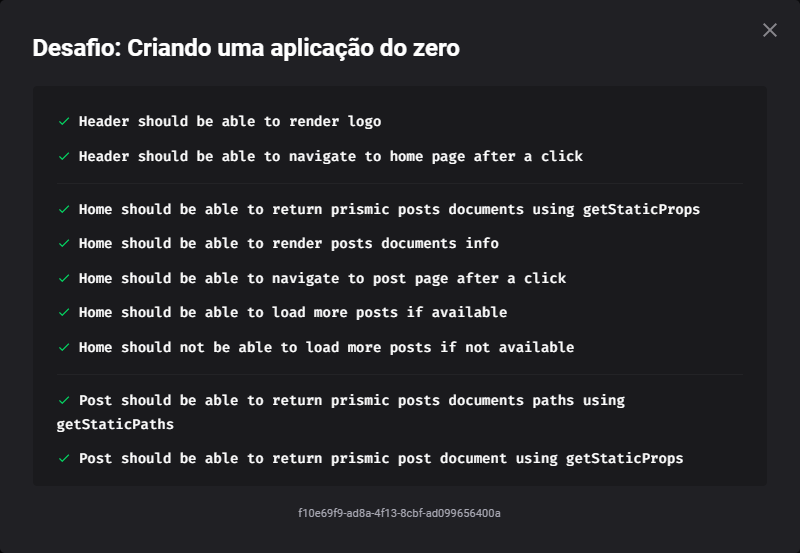 Desafio: Criando uma aplicação do zero
Header should be able to render logo
Header should be able to navigate to home page after a click
Home should be able to return prismic posts documents using getStaticProps
Home should be able to render posts documents info
Home should be able to navigate to post page after a click
Home should be able to load more posts if available
Home should not be able to load more posts if not available
Post should be able to return prismic posts documents paths using
getStaticPaths
Post should be able to return prismic post document using getStaticProps
f10e69f9-ad8a-4f13-8cbf-ad099656400a